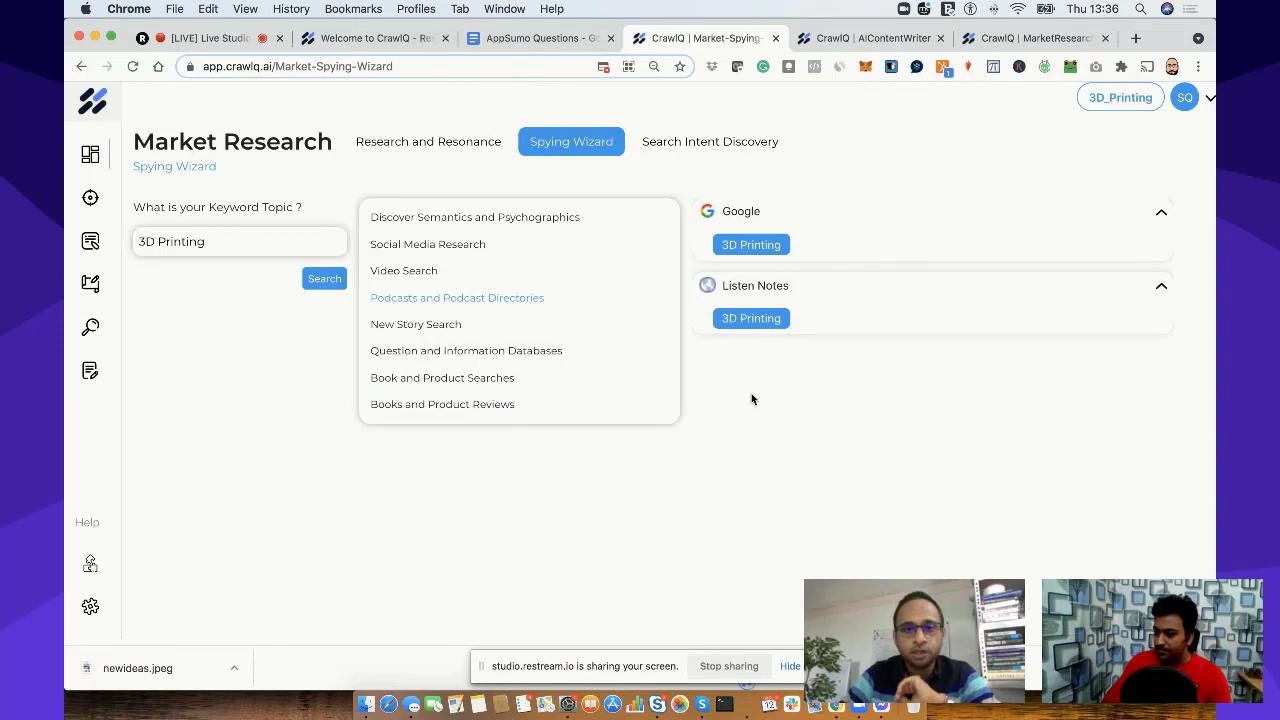 Chrome File Edit View History Bookmarks Profiles Tab Window Help Thu 13:36
[LIVE] Live Studio Welcome to CrawlQ - Res AppSumo Questions - Go CrawlQ | Market-Spying- CrawlQ | AIContentWriter CrawlQ | MarketResearch
app.crawlq.ai/Market-Spying-Wizard
1
3D_Printing SQ
Market Research Research and Resonance Spying Wizard Search Intent Discovery
Spying Wizard
What is your Keyword Topic ?
3D Printing
Search
Discover Semantics and Psychographics
Social Media Research
Video Search
Podcasts and Podcast Directories
New Story Search
Question and Information Databases
Book and Product Searches
Books and Product Reviews
Google
3D Printing
Listen Notes
3D Printing
Help
newideas.jpeg
studio.restream.io is sharing your screen. Stop sharing Hide